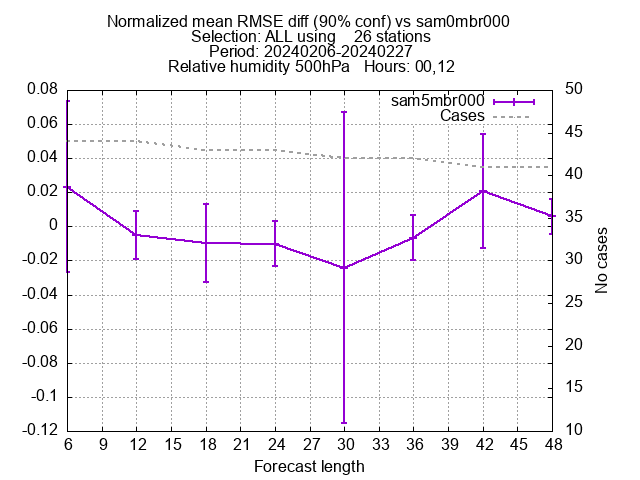 Normalized mean RMSE diff (90% conf) vs sam0mbr000
Selection: ALL using    26 stations
Period: 20240206-20240227
Relative humidity 500hPa   Hours: 00,12
sam5mbr000
Cases
0.08
0.06
0.04
0.02
0
-0.02
-0.04
-0.06
-0.08
-0.1
-0.12
50
45
40
35
30
25
20
15
10
No cases
6 12 15 18 21 24 27 30 33 36 39 42 45 48
9
Forecast length